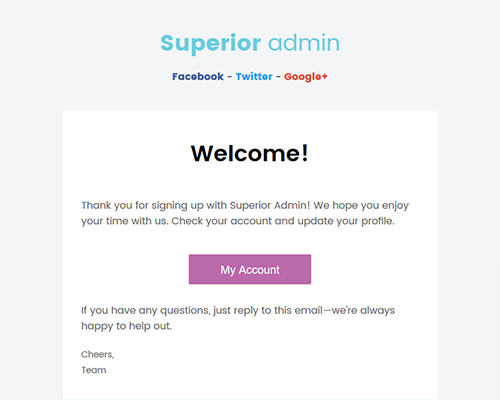 Superior admin
Facebook - Twitter - Google+
Welcome!
Thank you for signing up with Superior Admin! We hope you enjoy
your time with us. Check your account and update your profile.
My Account
If you have any questions, just reply to this email—we're always
happy to help out.
Cheers,
Team